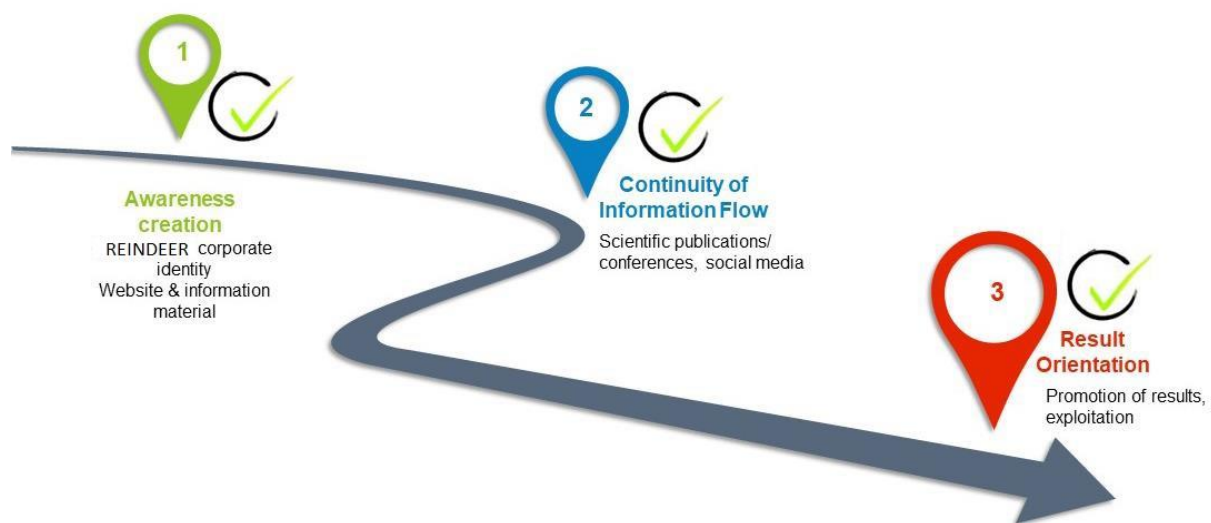 1
Awareness
creation
REINDEER corporate
identity
Website & information
material
2
Continuity of
Information Flow
Scientific publications/
conferences, social media
3
Result
Orientation
Promotion of results,
exploitation